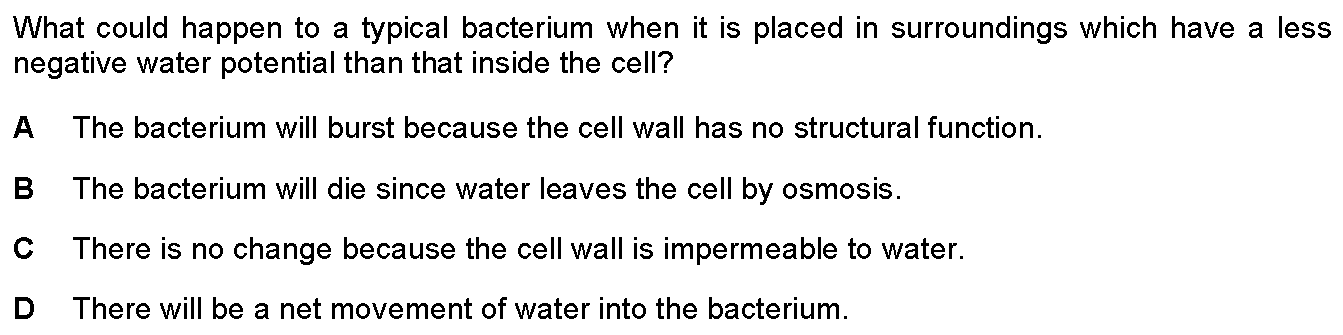 What could happen to a typical bacterium when it is placed in surroundings which have a less
negative water potential than that inside the cell?
A The bacterium will burst because the cell wall has no structural function.
B The bacterium will die since water leaves the cell by osmosis.
C There is no change because the cell wall is impermeable to water.
D There will be a net movement of water into the bacterium.